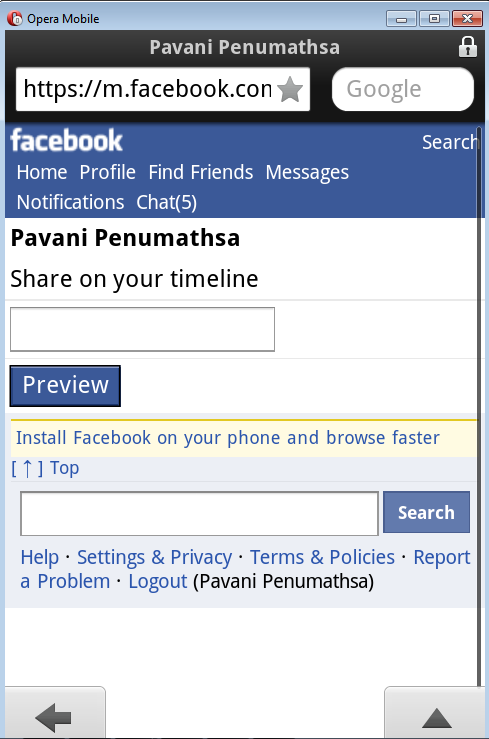 Opera Mobile
Pavani Penumathsa
https://m.facebook.con
Google
facebook
Search
Home Profile Find Friends Messages
Notifications Chat(5)
Pavani Penumathsa
Share on your timeline
Preview
Install Facebook on your phone and browse faster
[ ↑ ] Top
Search
Help · Settings & Privacy · Terms & Policies · Report
a Problem · Logout (Pavani Penumathsa)